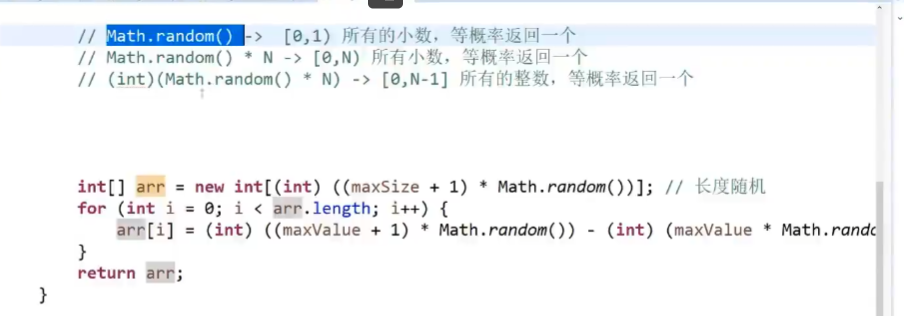 // Math.random() ->  [0,1) 所有的小数，等概率返回一个
// Math.random() * N -> [0,N) 所有小数，等概率返回一个
// (int)(Math.random() * N) -> [0,N-1] 所有的整数，等概率返回一个
int[] arr = new int[(int) ((maxSize + 1) * Math.random())]; // 长度随机
for (int i = 0; i < arr.length; i++) {
arr[i] = (int) ((maxValue + 1) * Math.random()) - (int) (maxValue * Math.rando
}
return arr;
}